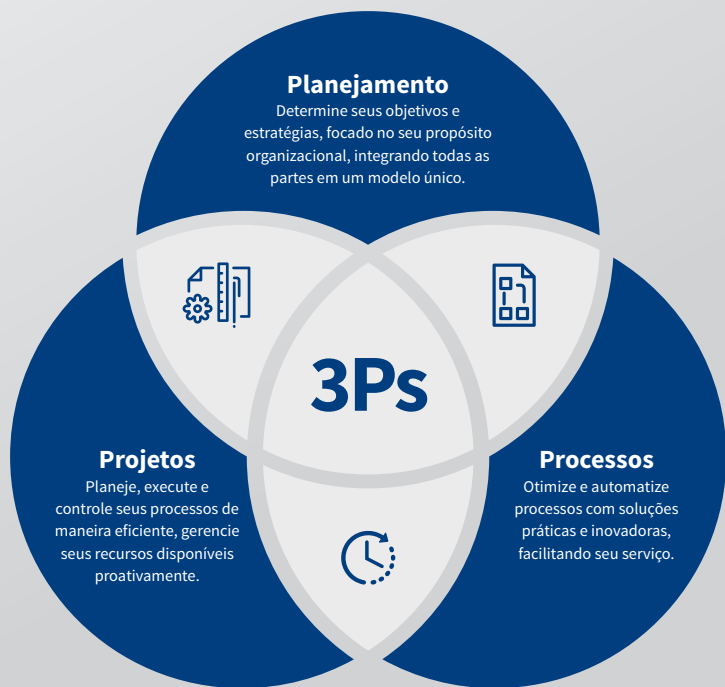 Planejamento
Determine seus objetivos e
estratégias, focado no seu propósito
organizacional, integrando todas as
partes em um modelo único.
3Ps
Projetos
Planeje, execute e
controle seus processos de
maneira eficiente, gerencie
seus recursos disponíveis
proativamente.
Processos
Otimize e automatize
processos com soluções
práticas e inovadoras,
facilitando seu serviço.